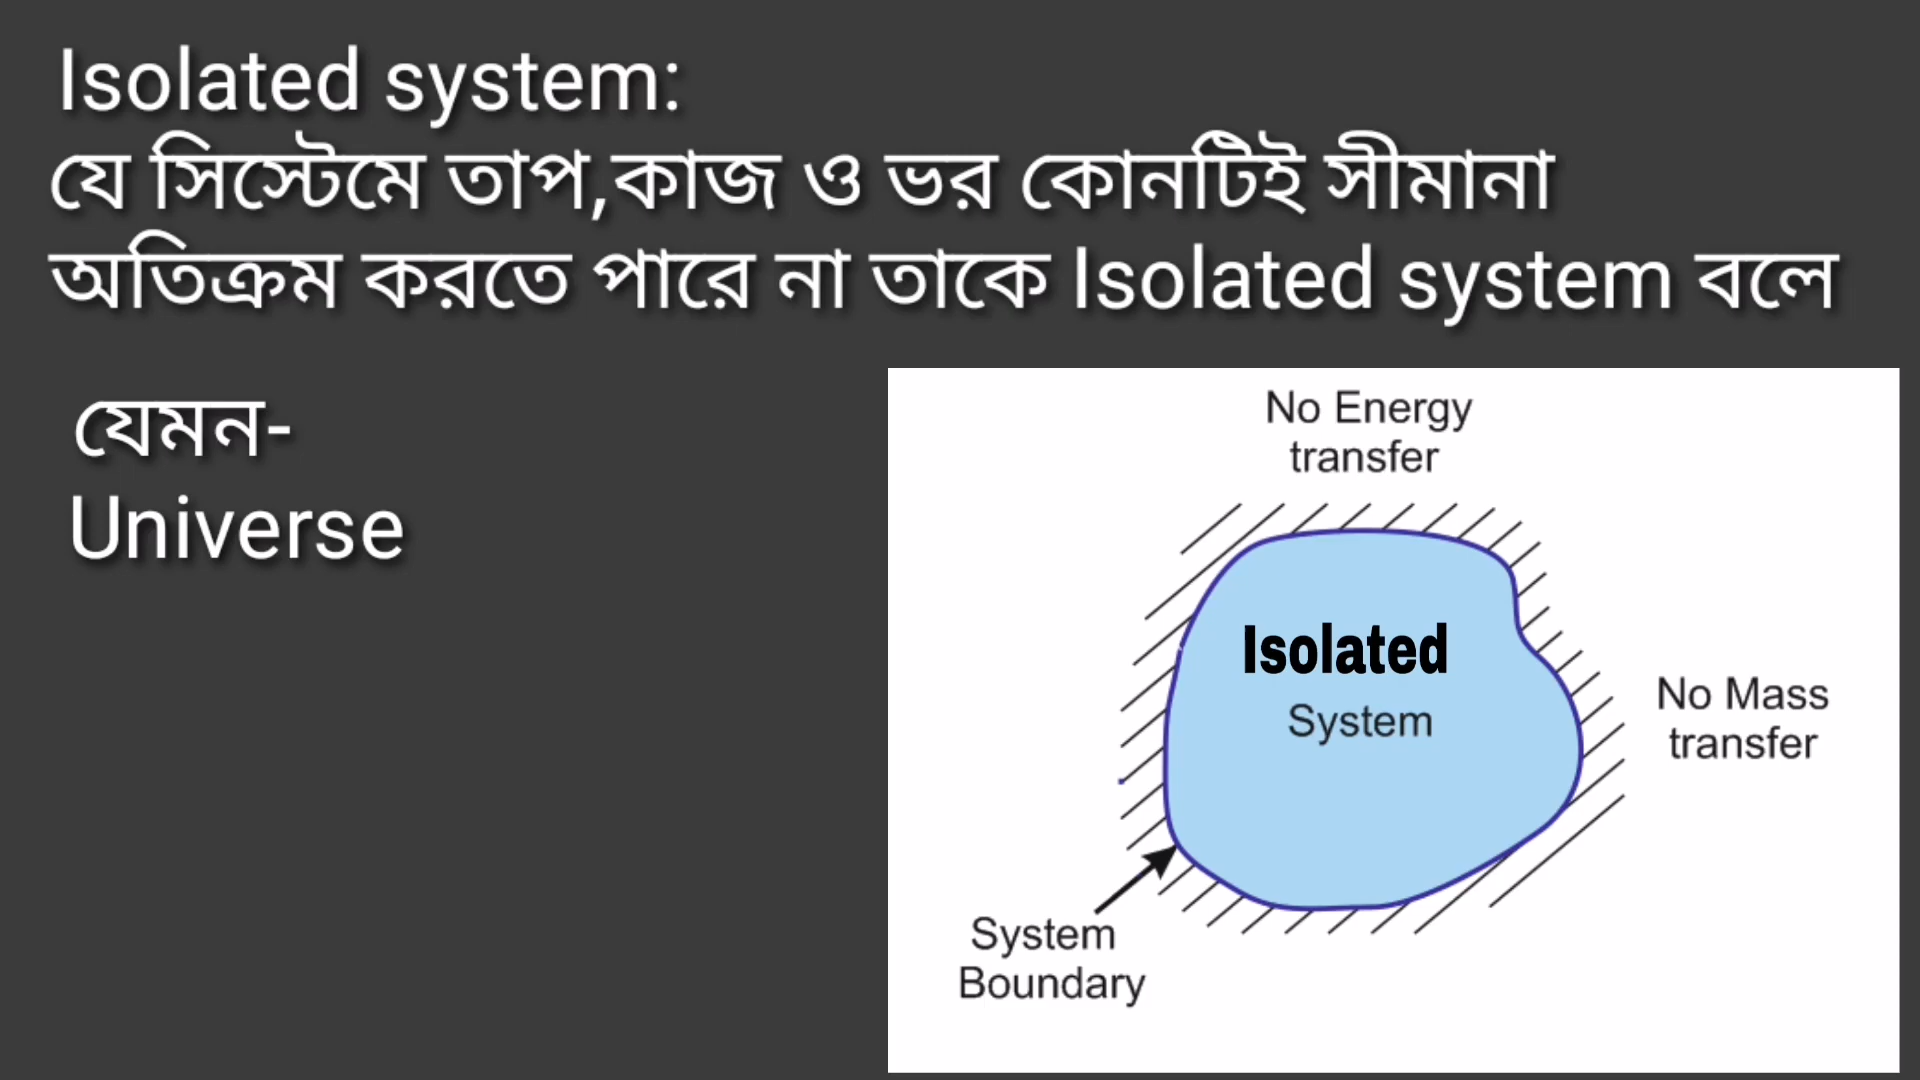 Isolated system:
যে সিস্টেমে তাপ,কাজ ও ভর কোনটিই সীমানা
অতিক্রম করতে পারে না তাকে Isolated system বলে
যেমন-
Universe
No Energy
transfer
Isolated
System
No Mass
transfer
System
Boundary